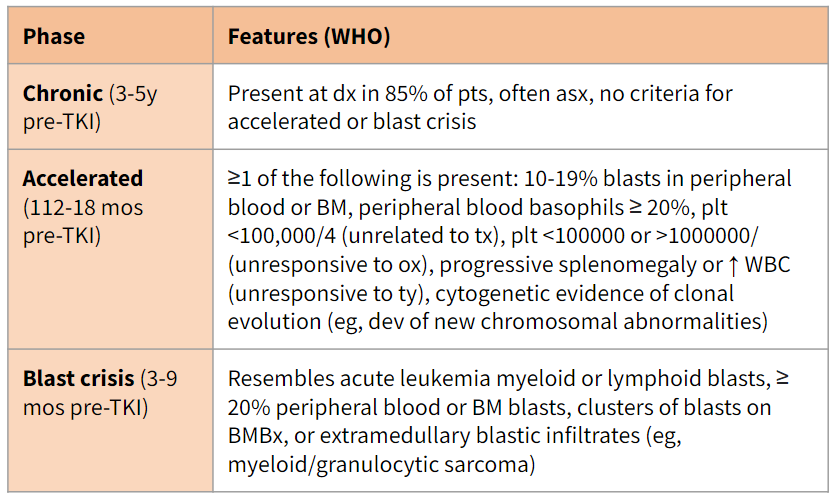 Phase
Features (WHO)
Chronic (3-5y
pre-TKI)
Present at dx in 85% of pts, often asx, no criteria for
accelerated or blast crisis
Accelerated
(112-18 mos
pre-TKI)
≥1 of the following is present: 10-19% blasts in peripheral
blood or BM, peripheral blood basophils ≥ 20%, plt
<100,000/4 (unrelated to tx), plt <100000 or >1000000/
(unresponsive to ox), progressive splenomegaly or ↑ WBC
(unresponsive to ty), cytogenetic evidence of clonal
evolution (eg, dev of new chromosomal abnormalities)
Blast crisis (3-9
mos pre-TKI)
Resembles acute leukemia myeloid or lymphoid blasts, ≥
20% peripheral blood or BM blasts, clusters of blasts on
BMBx, or extramedullary blastic infiltrates (eg,
myeloid/granulocytic sarcoma)